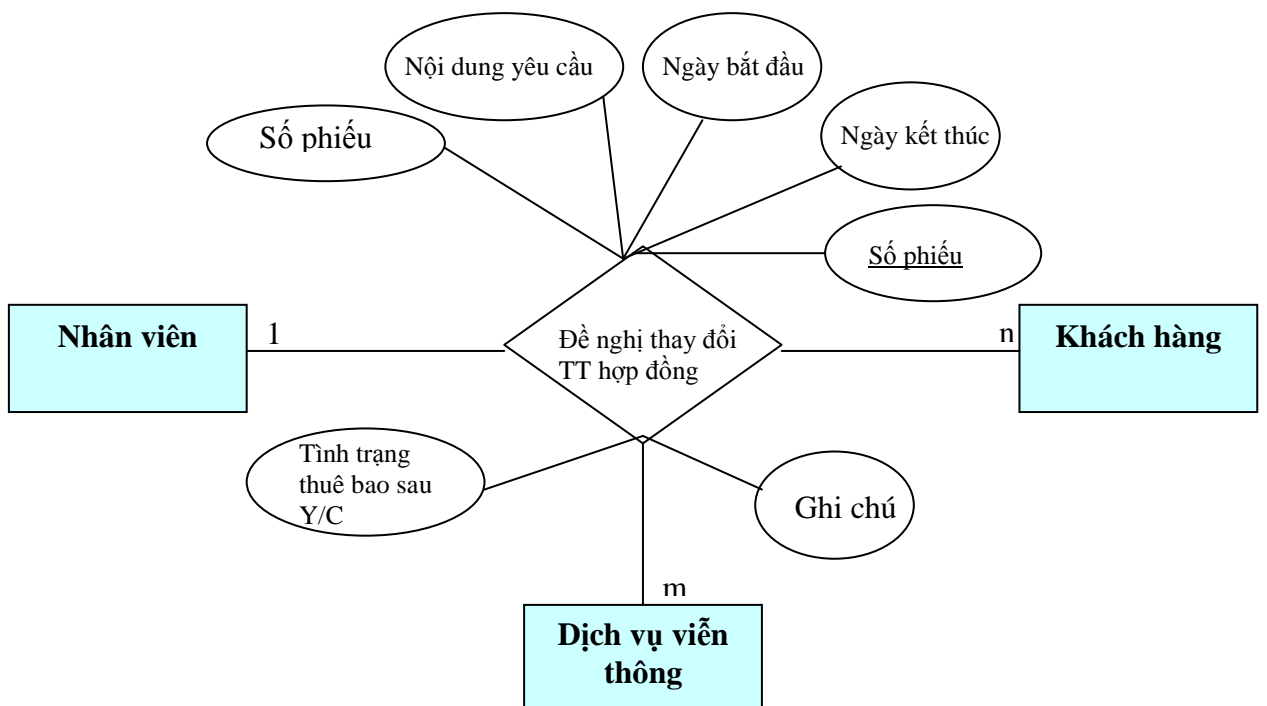 Nội dung yêu cầu
Ngày bắt đầu
Số phiếu
Ngày kết thúc
Số phiếu
Nhân viên
1
Đề nghị thay đổi
TT hợp đồng
n
Khách hàng
Tình trạng
thuê bao sau
Y/C
Ghi chú
m
Dịch vụ viễn
thông